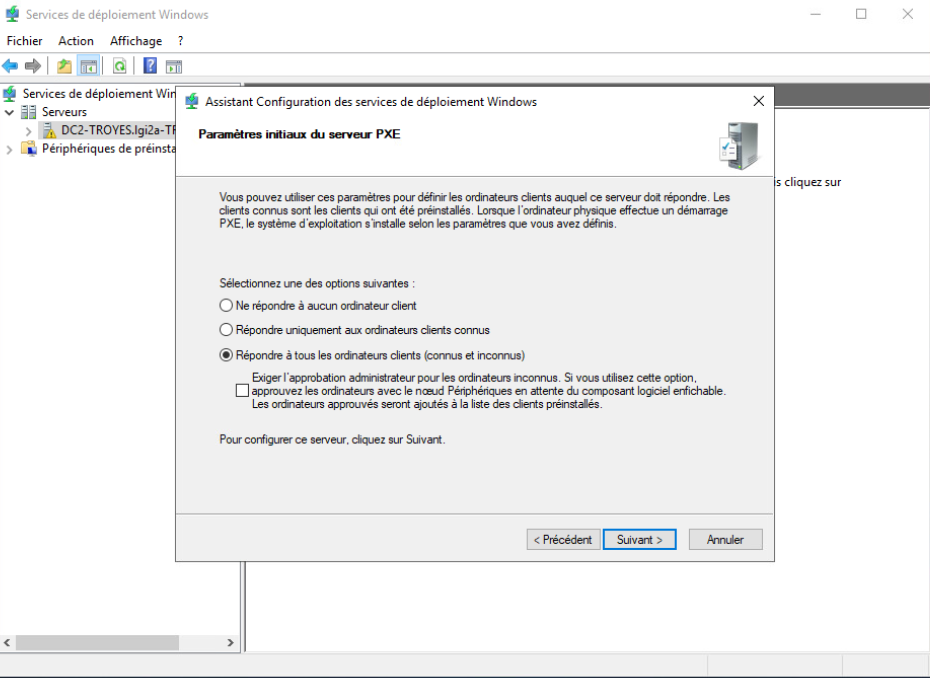 Services de déploiement Windows
Fichier Action Affichage ?
Services de déploiement Win
Serveurs
DC2-TROYES.lgi2a-TF
Périphériques de préinsta
is cliquez sur
Assistant Configuration des services de déploiement Windows
Paramètres initiaux du serveur PXE
Vous pouvez utiliser ces paramètres pour définir les ordinateurs clients auquel ce serveur doit répondre. Les
clients connus sont les clients qui ont été préinstallés. Lorsque l'ordinateur physique effectue un démarrage
PXE, le système d'exploitation s'installe selon les paramètres que vous avez définis.
Sélectionnez une des options suivantes :
Ne répondre à aucun ordinateur client
Répondre uniquement aux ordinateurs clients connus
Répondre à tous les ordinateurs clients (connus et inconnus)
Exiger l'approbation administrateur pour les ordinateurs inconnus. Si vous utilisez cette option,
approuvez les ordinateurs avec le nœud Périphériques en attente du composant logiciel enfichable.
Les ordinateurs approuvés seront ajoutés à la liste des clients préinstallés.
Pour configurer ce serveur, cliquez sur Suivant.
< Précédent Suivant > Annuler